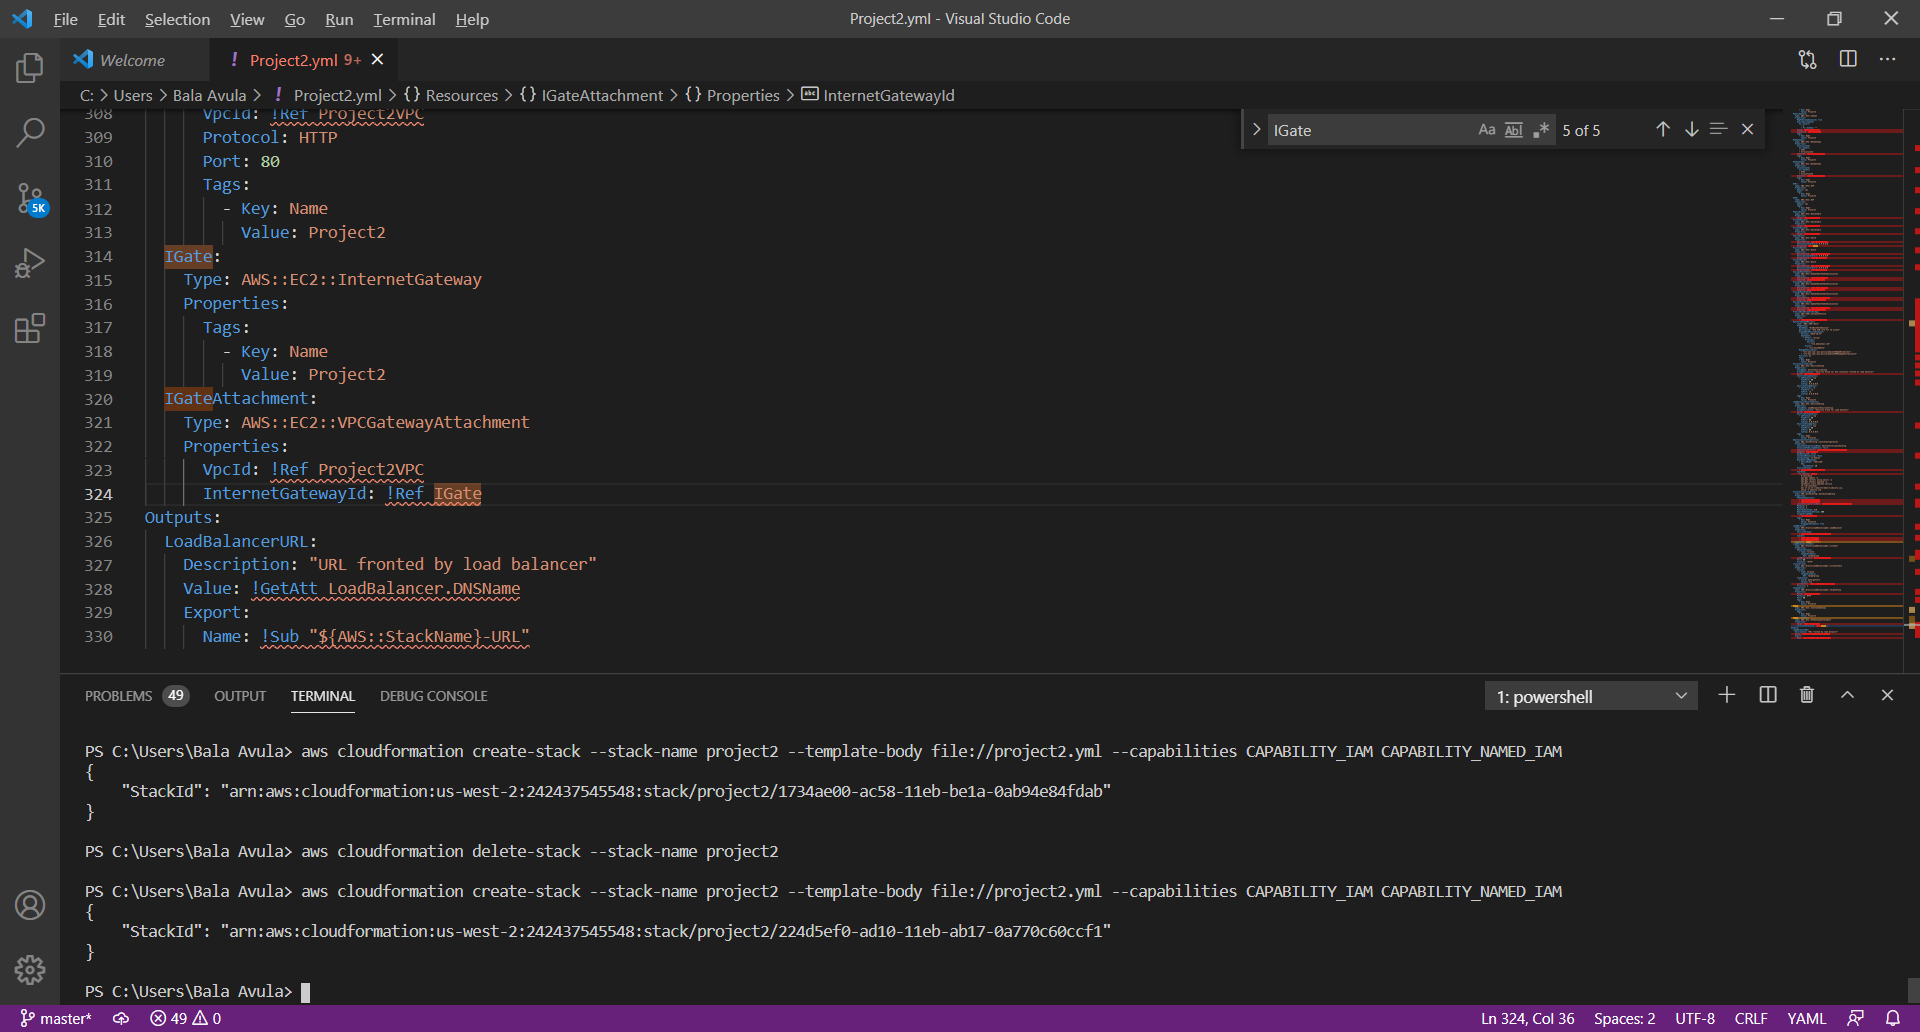 File Edit Selection View Go Run Terminal Help
Project2.yml - Visual Studio Code
Welcome
! Project2.yml 9+
C: > Users > Bala Avula > ! Project2.yml > {} Resources > {} IGateAttachment > {} Properties > InternetGatewayId
IGate
Aa Abl .* 5 of 5
308 VpcId: !Ref Project2VPC
309 Protocol: HTTP
310 Port: 80
311 Tags:
312 - Key: Name
313 Value: Project2
314 IGate:
315 Type: AWS::EC2::InternetGateway
316 Properties:
317 Tags:
318 - Key: Name
319 Value: Project2
320 IGateAttachment:
321 Type: AWS::EC2::VPCGatewayAttachment
322 Properties:
323 VpcId: !Ref Project2VPC
324 InternetGatewayId: !Ref IGate
325 Outputs:
326 LoadBalancerURL:
327 Description: "URL fronted by load balancer"
328 Value: !GetAtt LoadBalancer.DNSName
329 Export:
330 Name: !Sub "${AWS::StackName}-URL"
5K
PROBLEMS 49 OUTPUT TERMINAL DEBUG CONSOLE
1: powershell
PS C:\Users\Bala Avula> aws cloudformation create-stack --stack-name project2 --template-body file://project2.yml --capabilities CAPABILITY_IAM CAPABILITY_NAMED_IAM
{
"StackId": "arn:aws:cloudformation:us-west-2:242437545548:stack/project2/1734ae00-ac58-11eb-be1a-0ab94e84fdab"
}
PS C:\Users\Bala Avula> aws cloudformation delete-stack --stack-name project2
PS C:\Users\Bala Avula> aws cloudformation create-stack --stack-name project2 --template-body file://project2.yml --capabilities CAPABILITY_IAM CAPABILITY_NAMED_IAM
{
"StackId": "arn:aws:cloudformation:us-west-2:242437545548:stack/project2/224d5ef0-ad10-11eb-ab17-0a770c60ccf1"
}
PS C:\Users\Bala Avula>
master* 49 0
Ln 324, Col 36 Spaces: 2 UTF-8 CRLF YAML